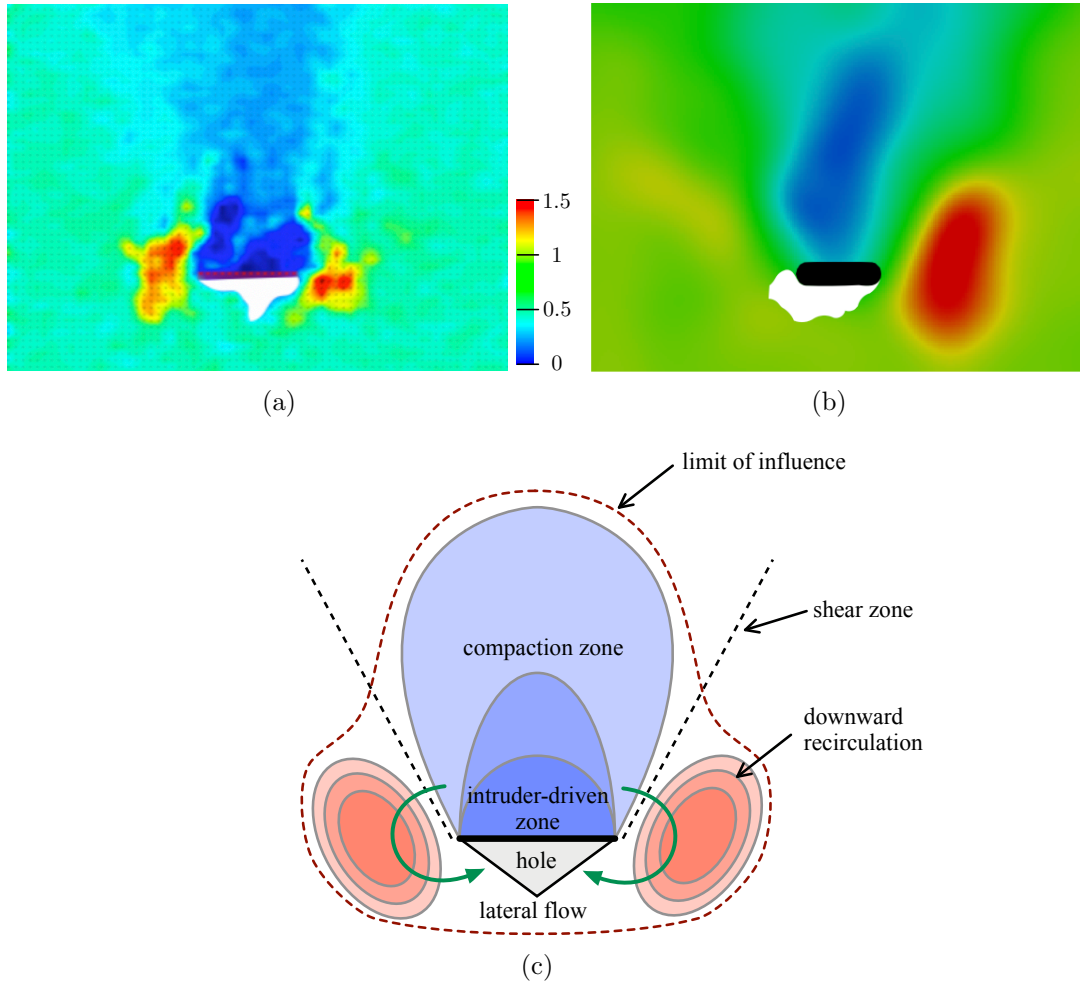 1.5
1
0.5
0
(a)
(b)
limit of influence
shear zone
compaction zone
downward
recirculation
intruder-driven
zone
hole
lateral flow
(c)